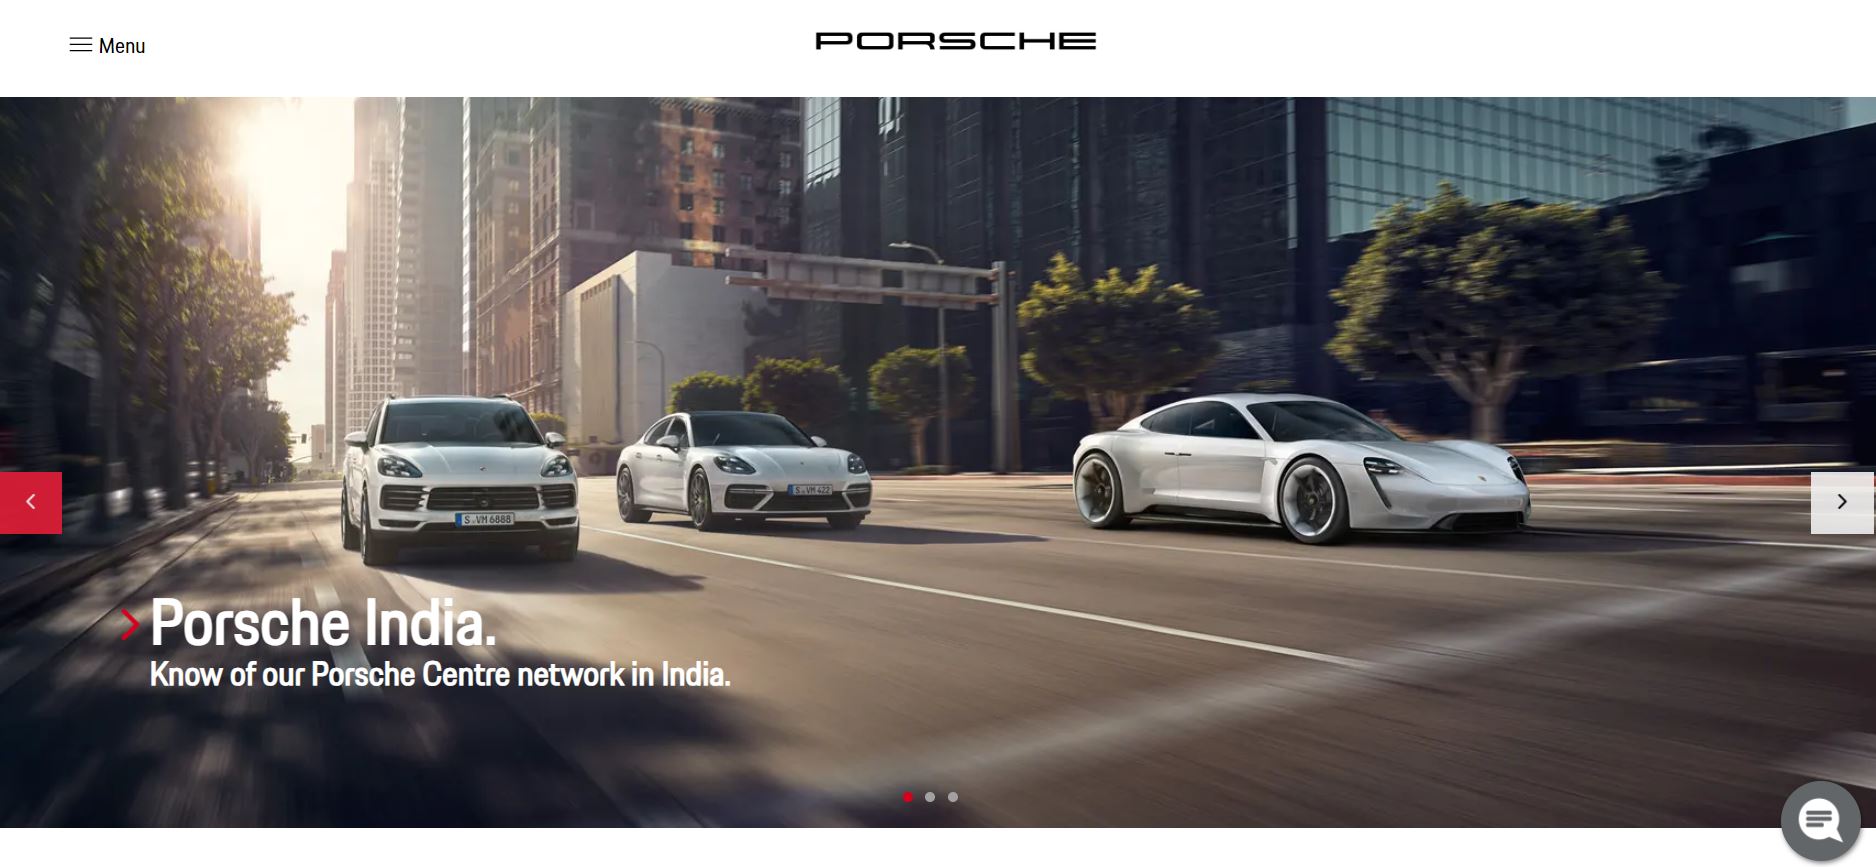 Menu
PORSCHE
S VM 6888
S VM 422
Porsche India.
Know of our Porsche Centre network in India.